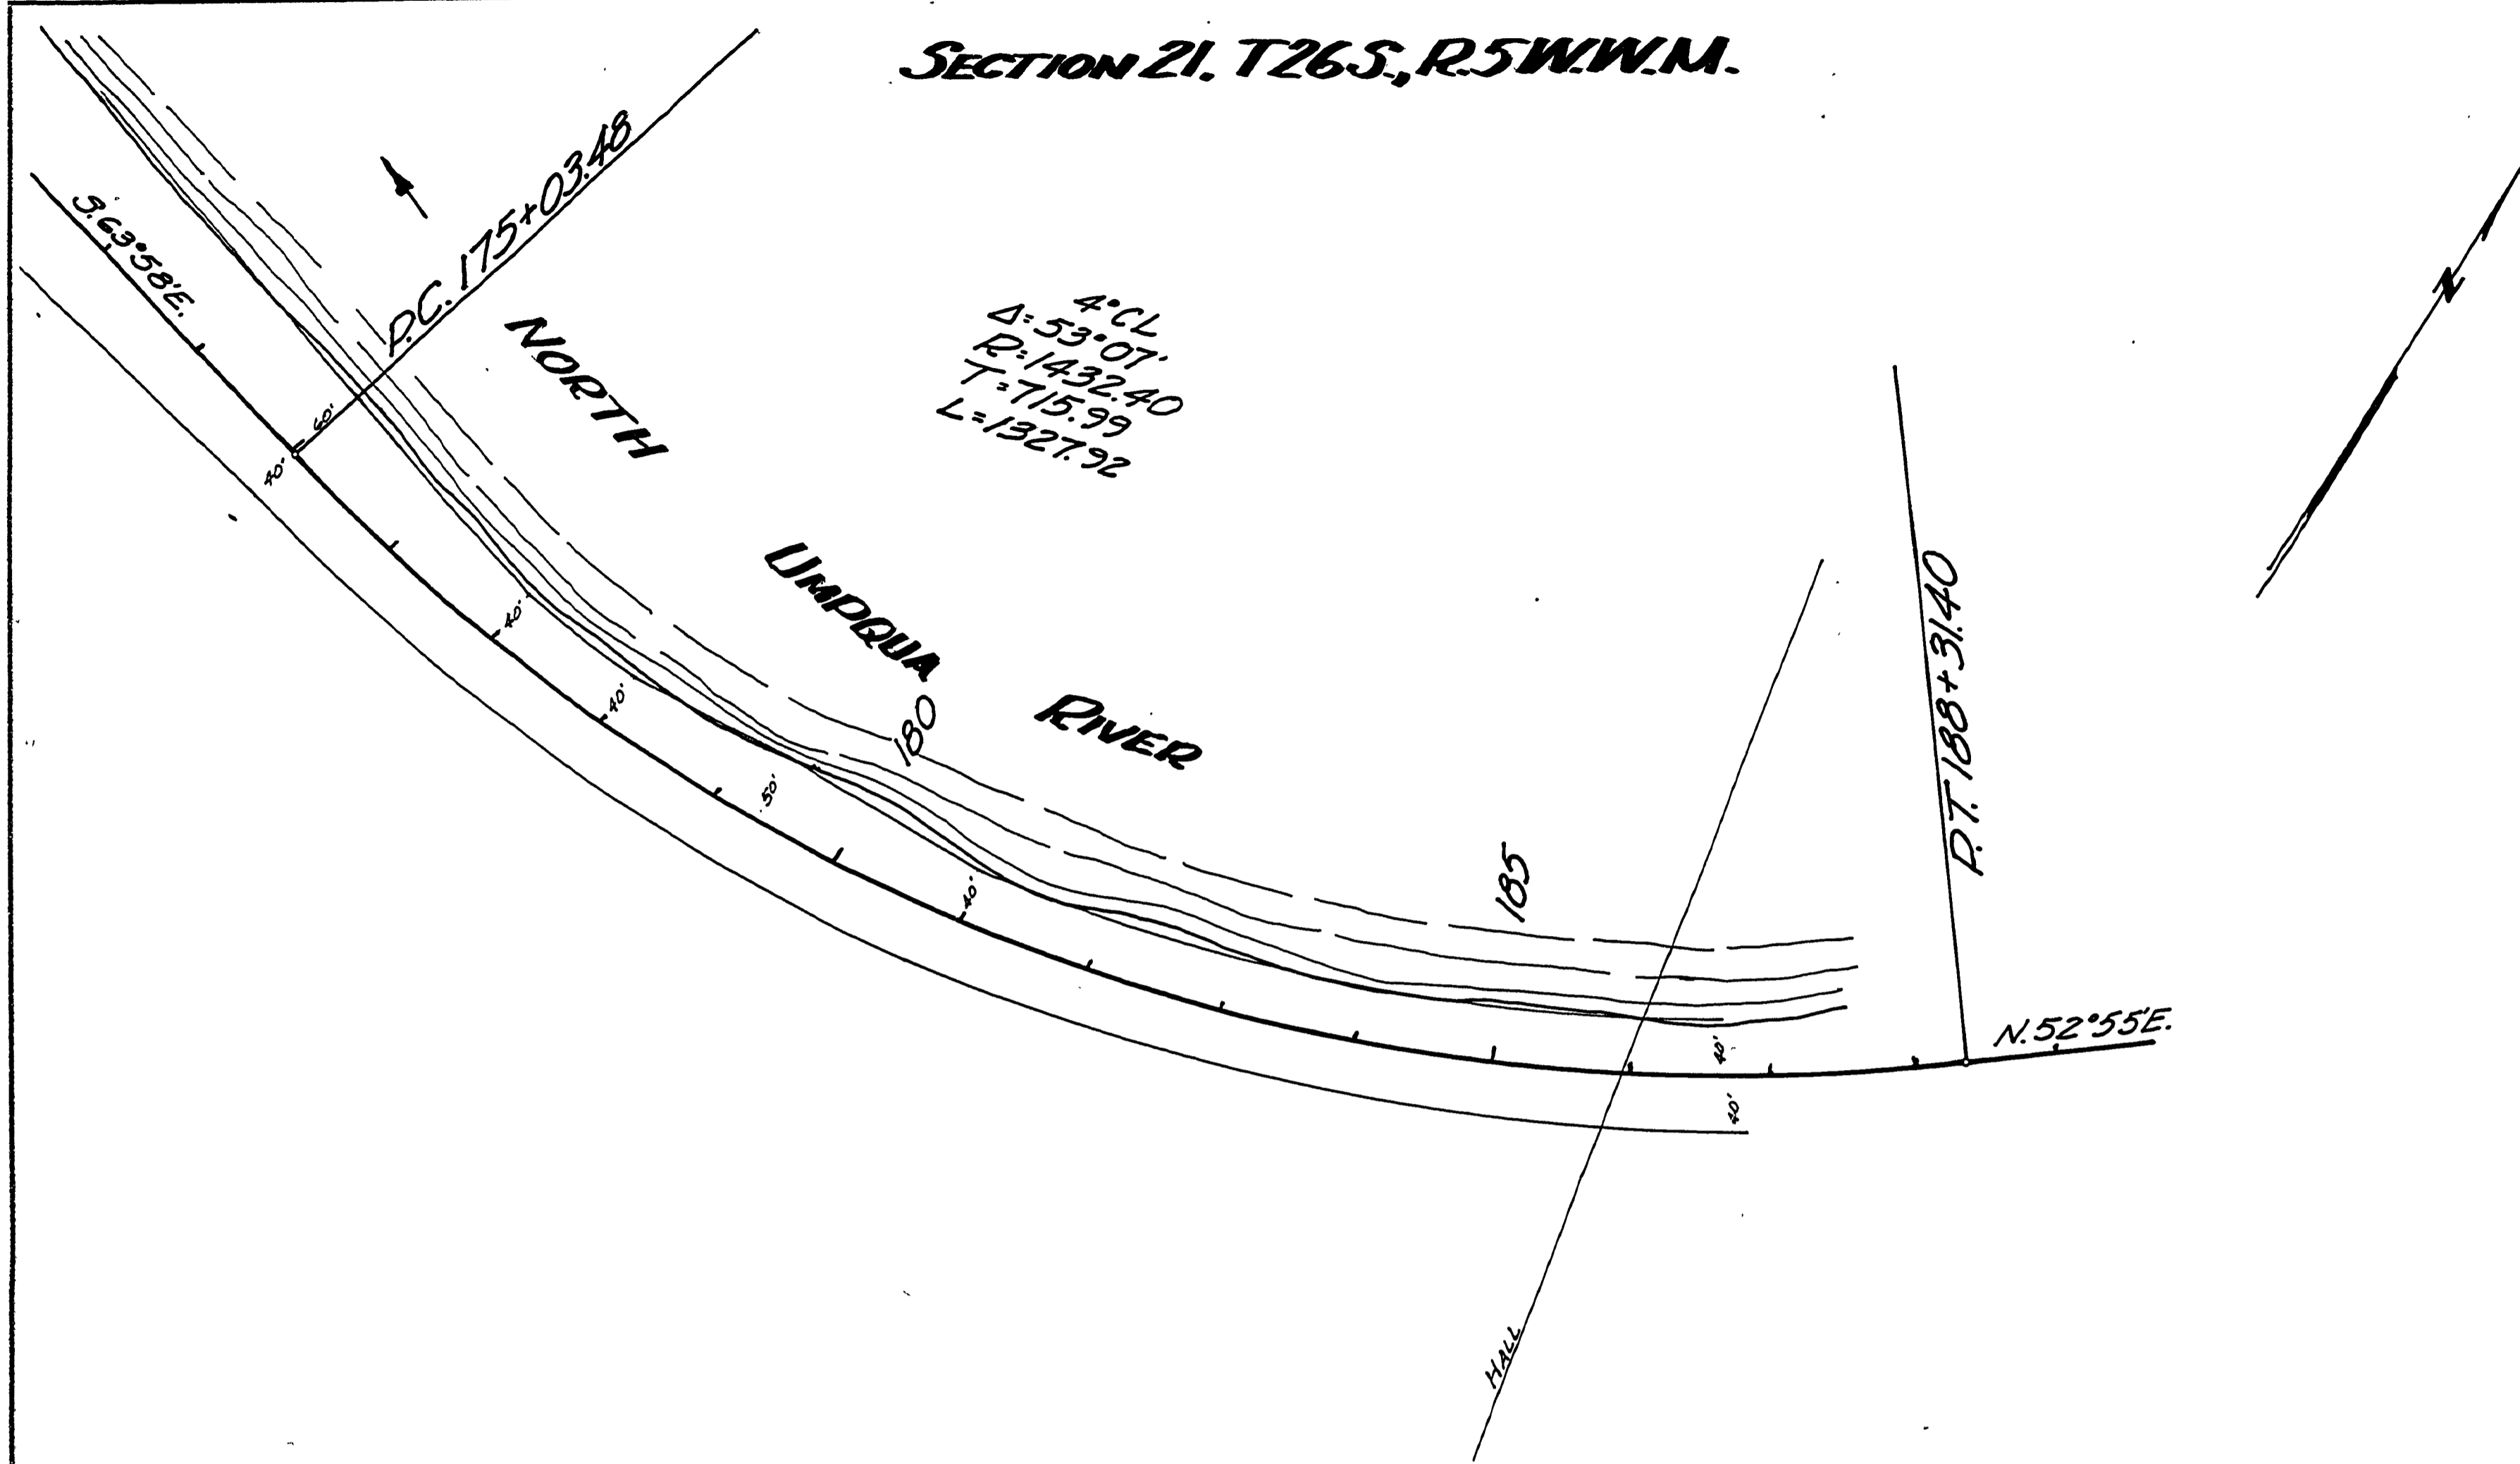 SECTION 21. T26S., R.5W.W.M.
S.63°58'E.
P.C. 175+03.48
60'
40'
NORTH
UMPQUA
RIVER
4°CL
Δ=53°07'
R=1432.40
T=715.99
L=1327.92
N
40'
40'
50'
180
40'
185
40'
40'
P.T. 188+31.40
N.52°55'E.
HALL